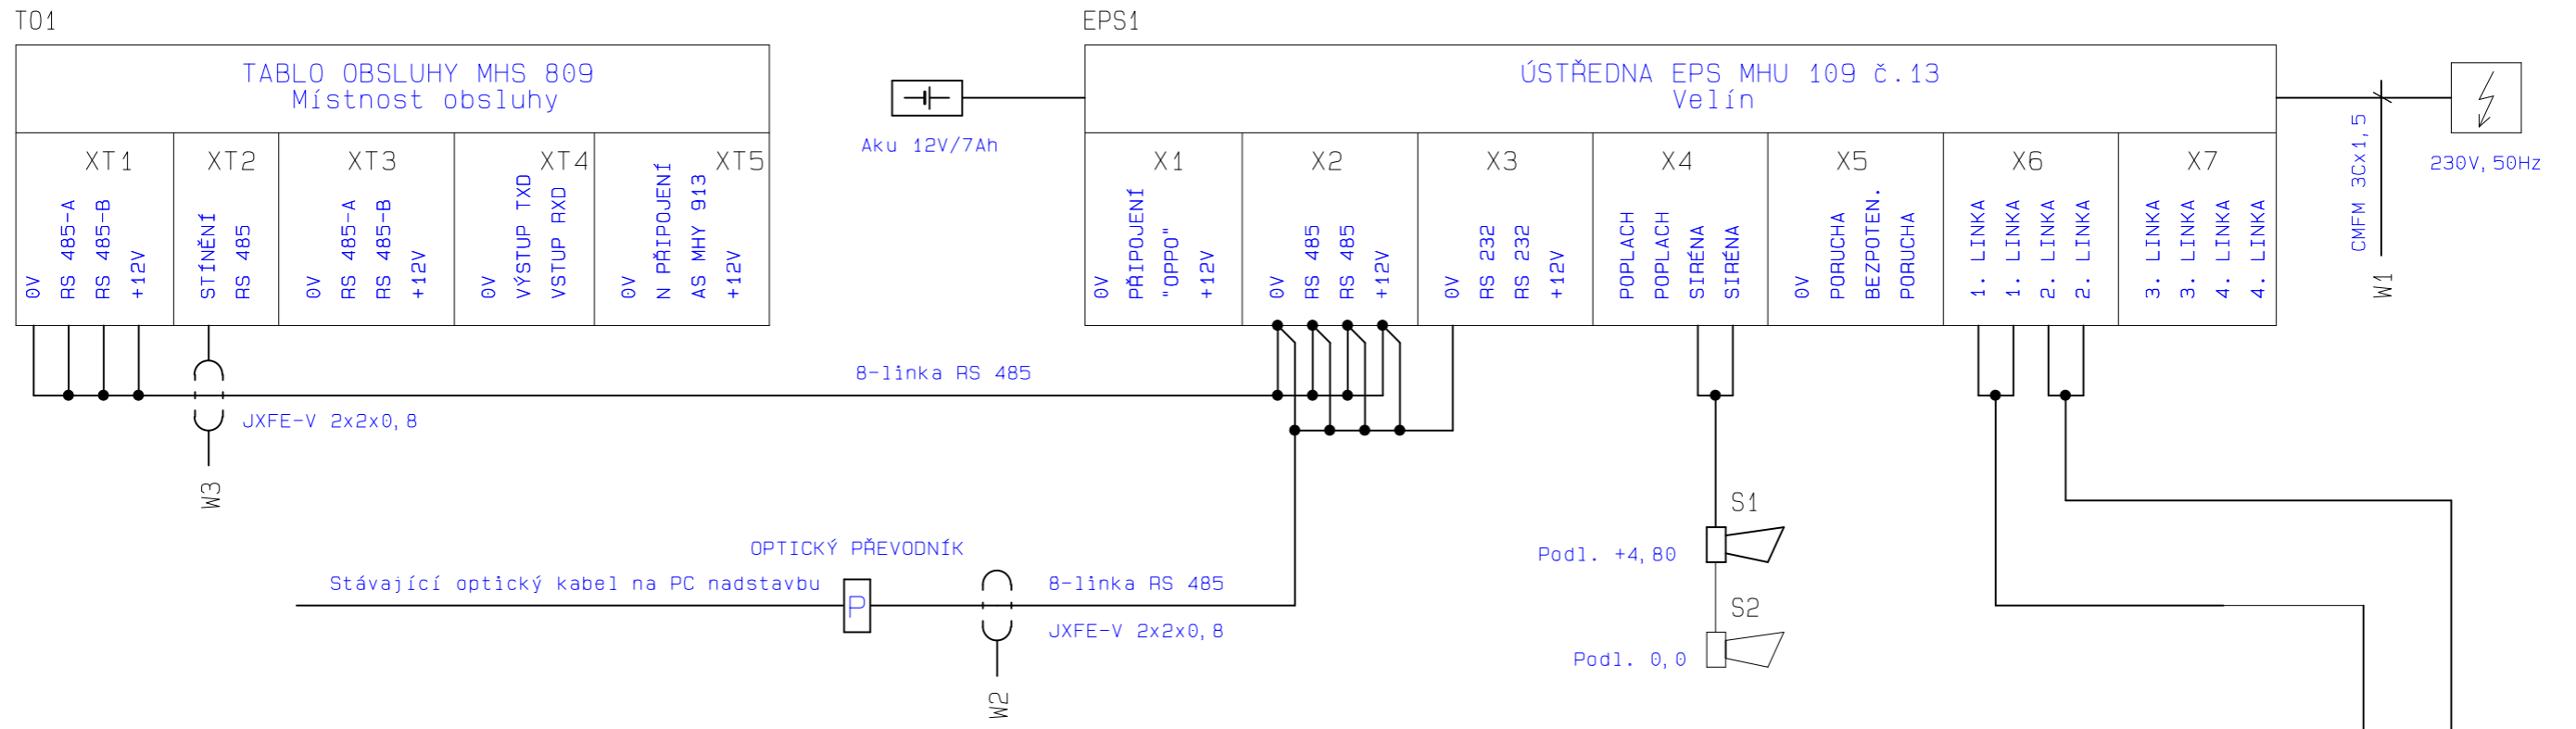 TO1
TABLO OBSLUHY MHS 809
Místnost obsluhy
XT1
0V
RS 485-A
RS 485-B
+12V
XT2
STÍNĚNÍ
RS 485
XT3
0V
RS 485-A
RS 485-B
+12V
XT4
0V
VÝSTUP TXD
VSTUP RXD
XT5
0V
N PŘIPOJENÍ
AS MHY 913
+12V
Aku 12V/7Ah
EPS1
ÚSTŘEDNA EPS MHU 109 č.13
Velín
X1
0V
PŘIPOJENÍ
"OPPO"
+12V
X2
0V
RS 485
RS 485
+12V
X3
0V
RS 232
RS 232
+12V
X4
POPLACH
POPLACH
SIRÉNA
SIRÉNA
X5
0V
PORUCHA
BEZPOTEN.
PORUCHA
X6
1. LINKA
1. LINKA
2. LINKA
2. LINKA
X7
3. LINKA
3. LINKA
4. LINKA
4. LINKA
CMFM 3Cx1,5
W1
230V,50Hz
8-linka RS 485
JXFE-V 2x2x0,8
W3
OPTICKÝ PŘEVODNÍK
Stávající optický kabel na PC nadstavbu
P
8-linka RS 485
JXFE-V 2x2x0,8
W2
S1
Podl. +4,80
S2
Podl. 0,0